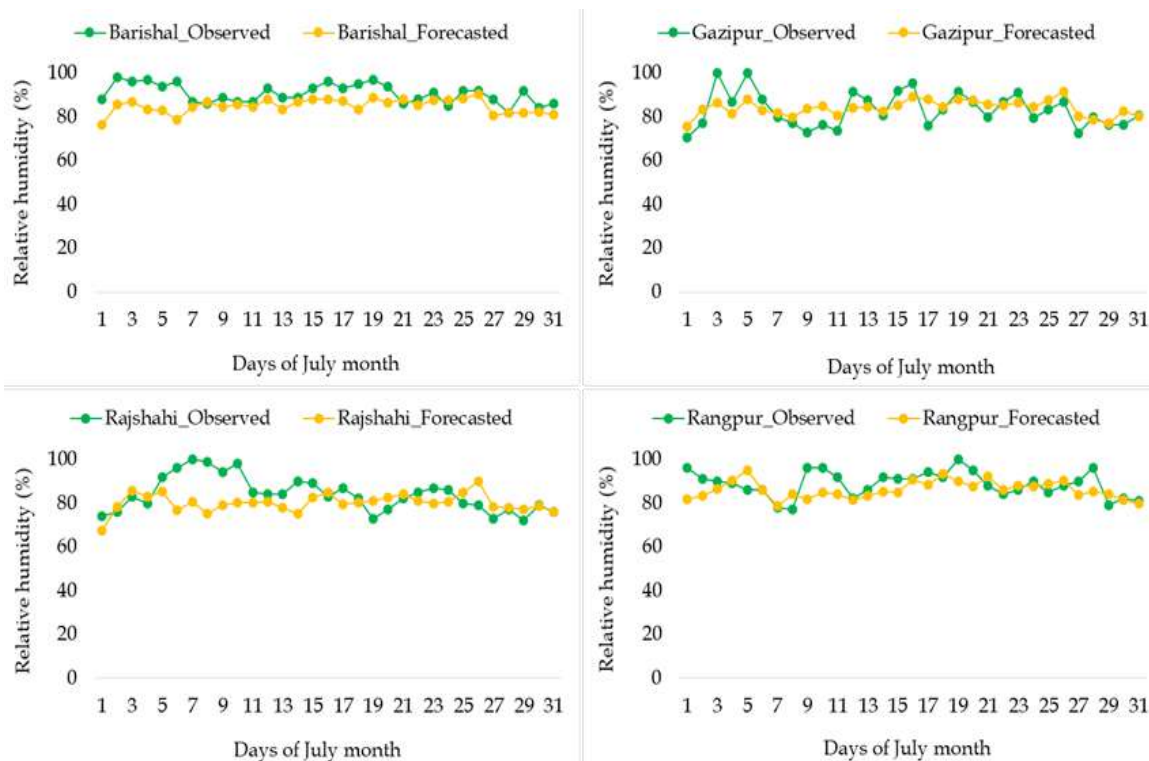 Barishal_Observed Barishal_Forecasted
Relative humidity (%)
100
80
60
40
20
0
1 3 5 7 9 11 13 15 17 19 21 23 25 27 29 31
Days of July month
Gazipur_Observed Gazipur_Forecasted
Relative humidity (%)
100
80
60
40
20
0
1 3 5 7 9 11 13 15 17 19 21 23 25 27 29 31
Days of July month
Rajshahi_Observed Rajshahi_Forecasted
Relative humidity (%)
100
80
60
40
20
0
1 3 5 7 9 11 13 15 17 19 21 23 25 27 29 31
Days of July month
Rangpur_Observed Rangpur_Forecasted
Relative humidity (%)
100
80
60
40
20
0
1 3 5 7 9 11 13 15 17 19 21 23 25 27 29 31
Days of July month